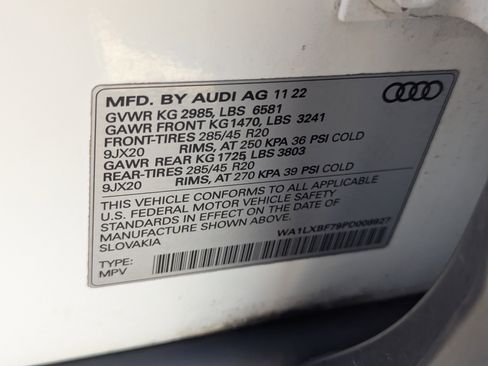 MFD. BY AUDI AG 11 22
GVWR KG 2985, LBS 6581
GAWR FRONT KG1470, LBS 3241
FRONT-TIRES 285/45 R20
9JX20 RIMS, AT 250 KPA 36 PSI COLD
GAWR REAR KG1725, LBS 3803
REAR-TIRES 285/45 R20
9JX20 RIMS, AT 270 KPA 39 PSI COLD
THIS VEHICLE CONFORMS TO ALL APPLICABLE
U.S. FEDERAL MOTOR VEHICLE SAFETY
STANDARDS IN EFFECT ON THE DATE OF
MANUFACTURE SHOWN ABOVE.
SLOVAKIA
WA1LXBF79PD008927
TYPE:
MPV